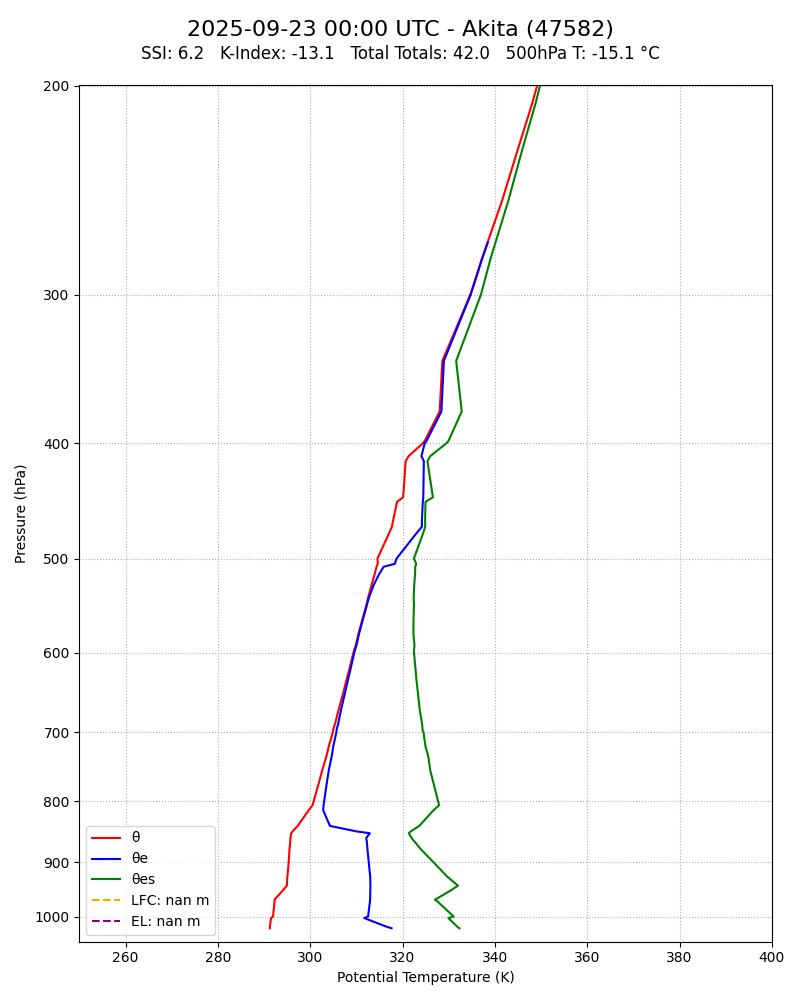 2025-09-23 00:00 UTC - Akita (47582)
SSI: 6.2   K-Index: -13.1   Total Totals: 42.0   500hPa T: -15.1 °C
200
300
400
500
600
700
800
900
1000
Pressure (hPa)
θ
θe
θes
LFC: nan m
EL: nan m
260
280
300
320
340
360
380
400
Potential Temperature (K)